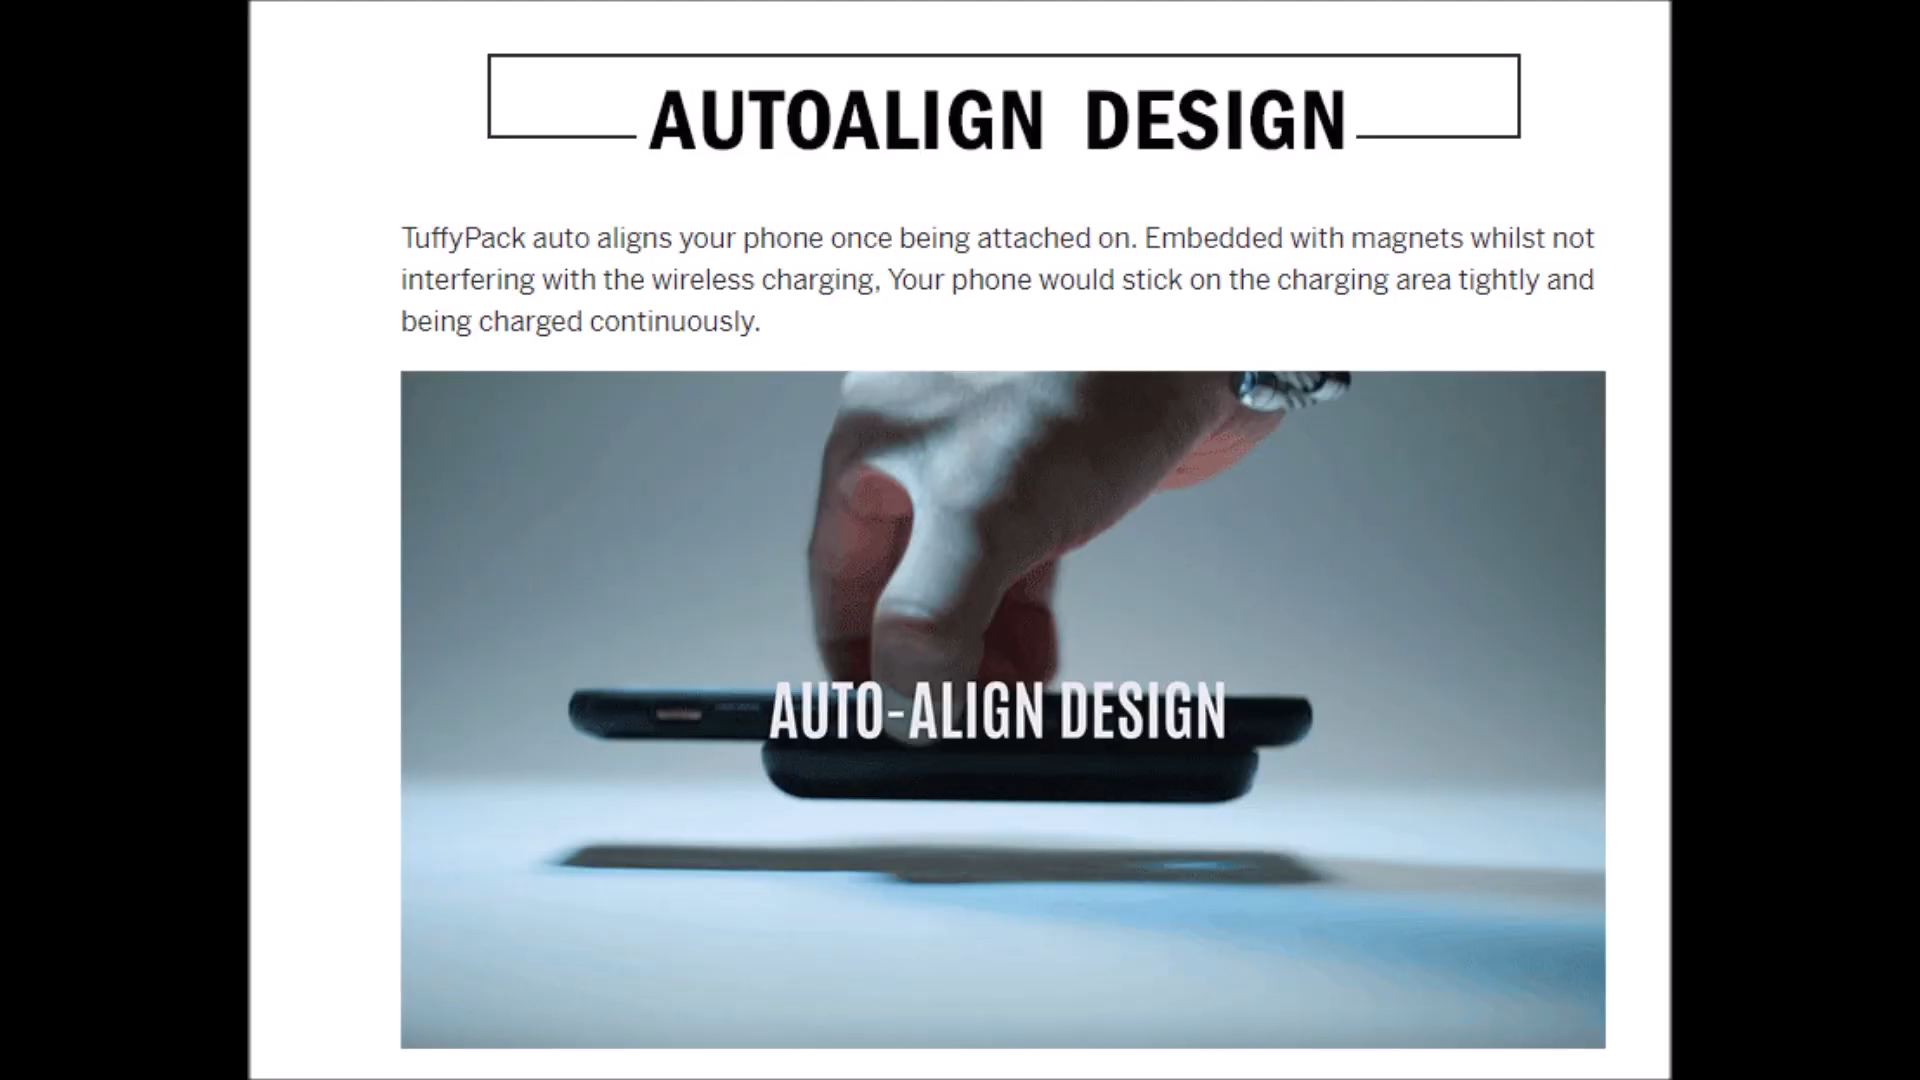 AUTOALIGN DESIGN
TuffyPack auto aligns your phone once being attached on. Embedded with magnets whilst not
interfering with the wireless charging, Your phone would stick on the charging area tightly and
being charged continuously.
AUTO-ALIGN DESIGN